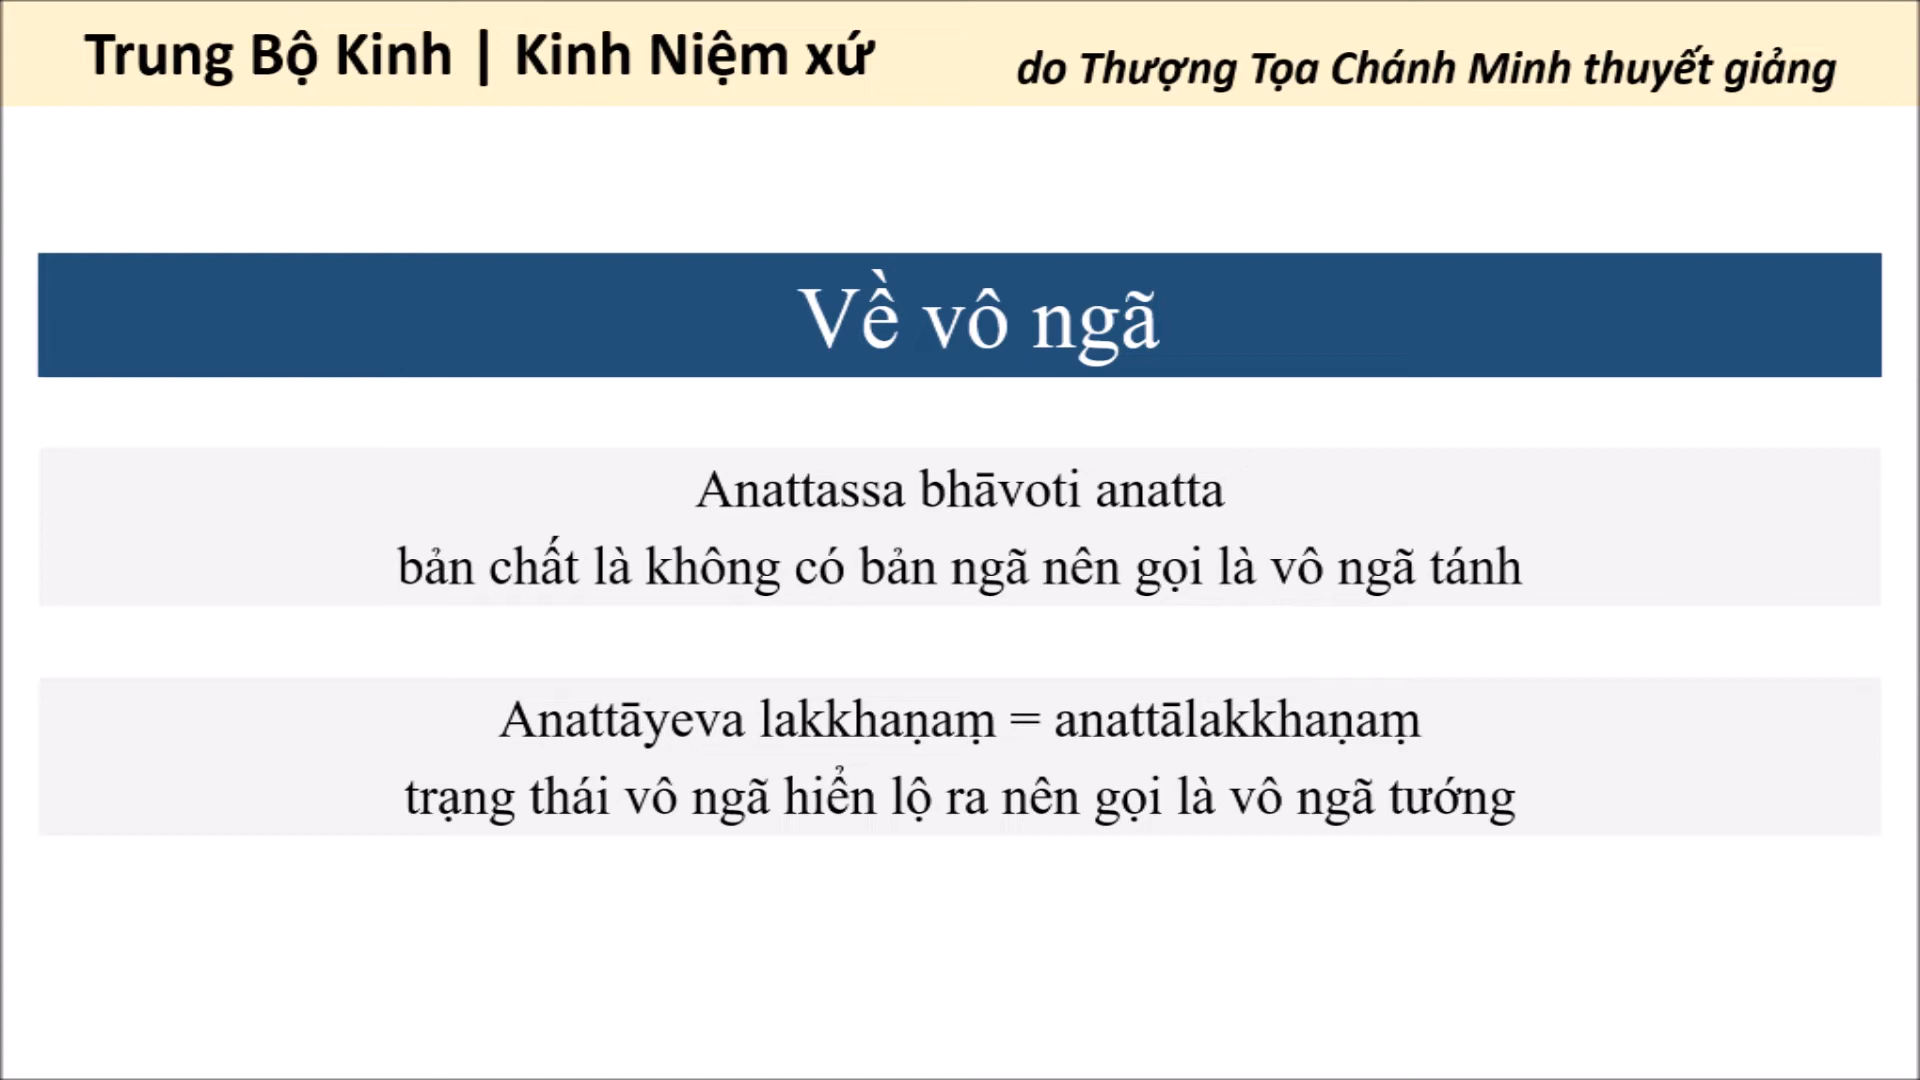 Trung Bộ Kinh | Kinh Niệm xứ
do Thượng Tọa Chánh Minh thuyết giảng
Về vô ngã
Anattassa bhāvoti anatta
bản chất là không có bản ngã nên gọi là vô ngã tánh
Anattāyeva lakkhaṇaṃ = anattālakkhaṇaṃ
trạng thái vô ngã hiển lộ ra nên gọi là vô ngã tướng